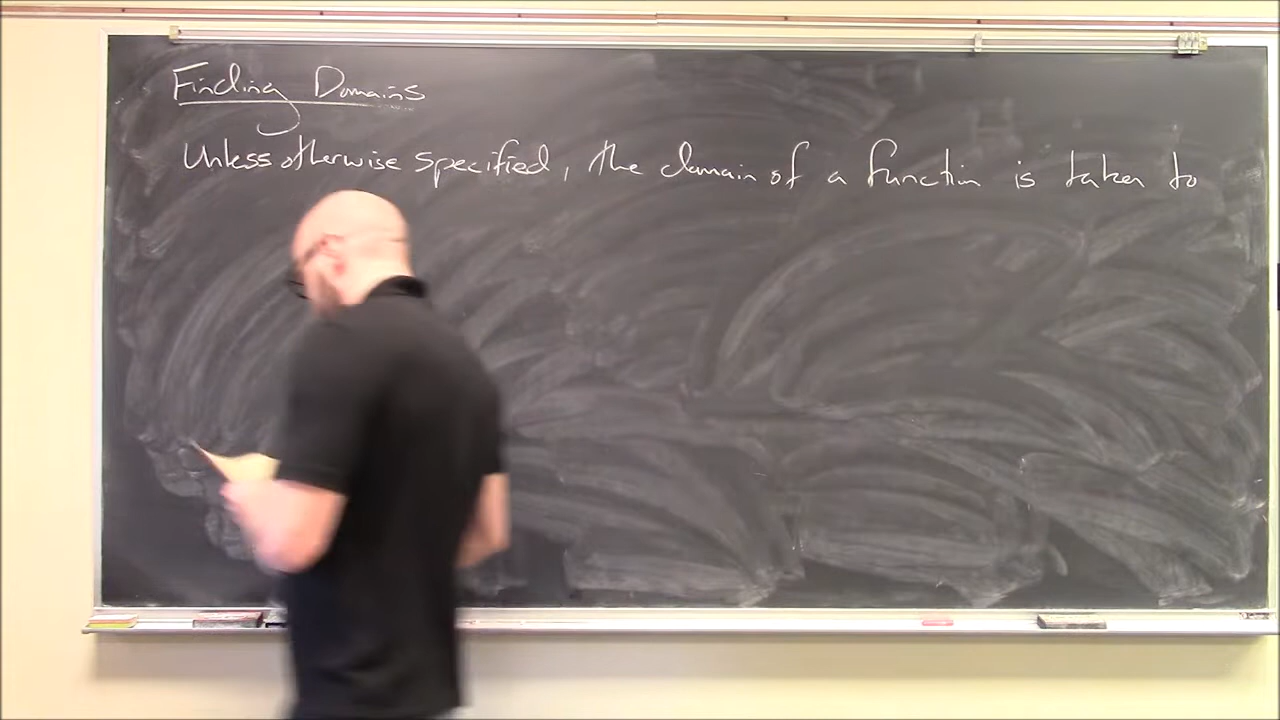 Finding Domains
Unless otherwise specified, the domain of a function is taken to